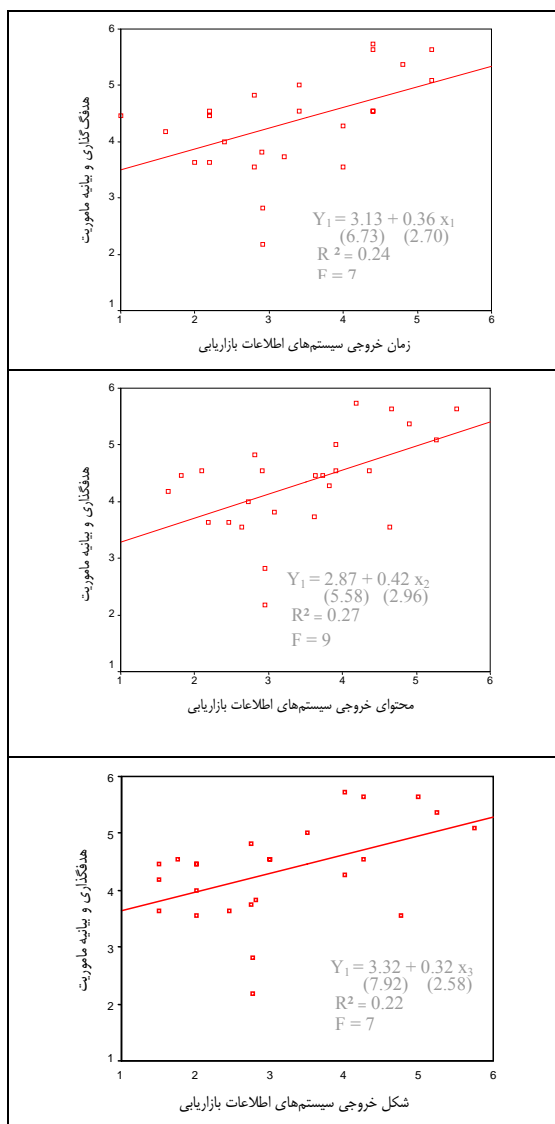 6
5
4
3
2
1
هدفگ‌گذاری و بیانیه ماموریت
Y₁ = 3.13 + 0.36 x₁
(6.73) (2.70)
R ² = 0.24
F = 7
1 2 3 4 5 6
زمان خروجی سیستم‌های اطلاعات بازاریابی
6
5
4
3
2
1
هدفگذاری و بیانیه ماموریت
Y₁ = 2.87 + 0.42 x₂
(5.58) (2.96)
R² = 0.27
F = 9
1 2 3 4 5 6
محتوای خروجی سیستم‌های اطلاعات بازاریابی
6
5
4
3
2
1
هدفگذاری و بیانیه ماموریت
Y₁ = 3.32 + 0.32 x₃
(7.92) (2.58)
R² = 0.22
F = 7
1 2 3 4 5 6
شکل خروجی سیستم‌های اطلاعات بازاریابی